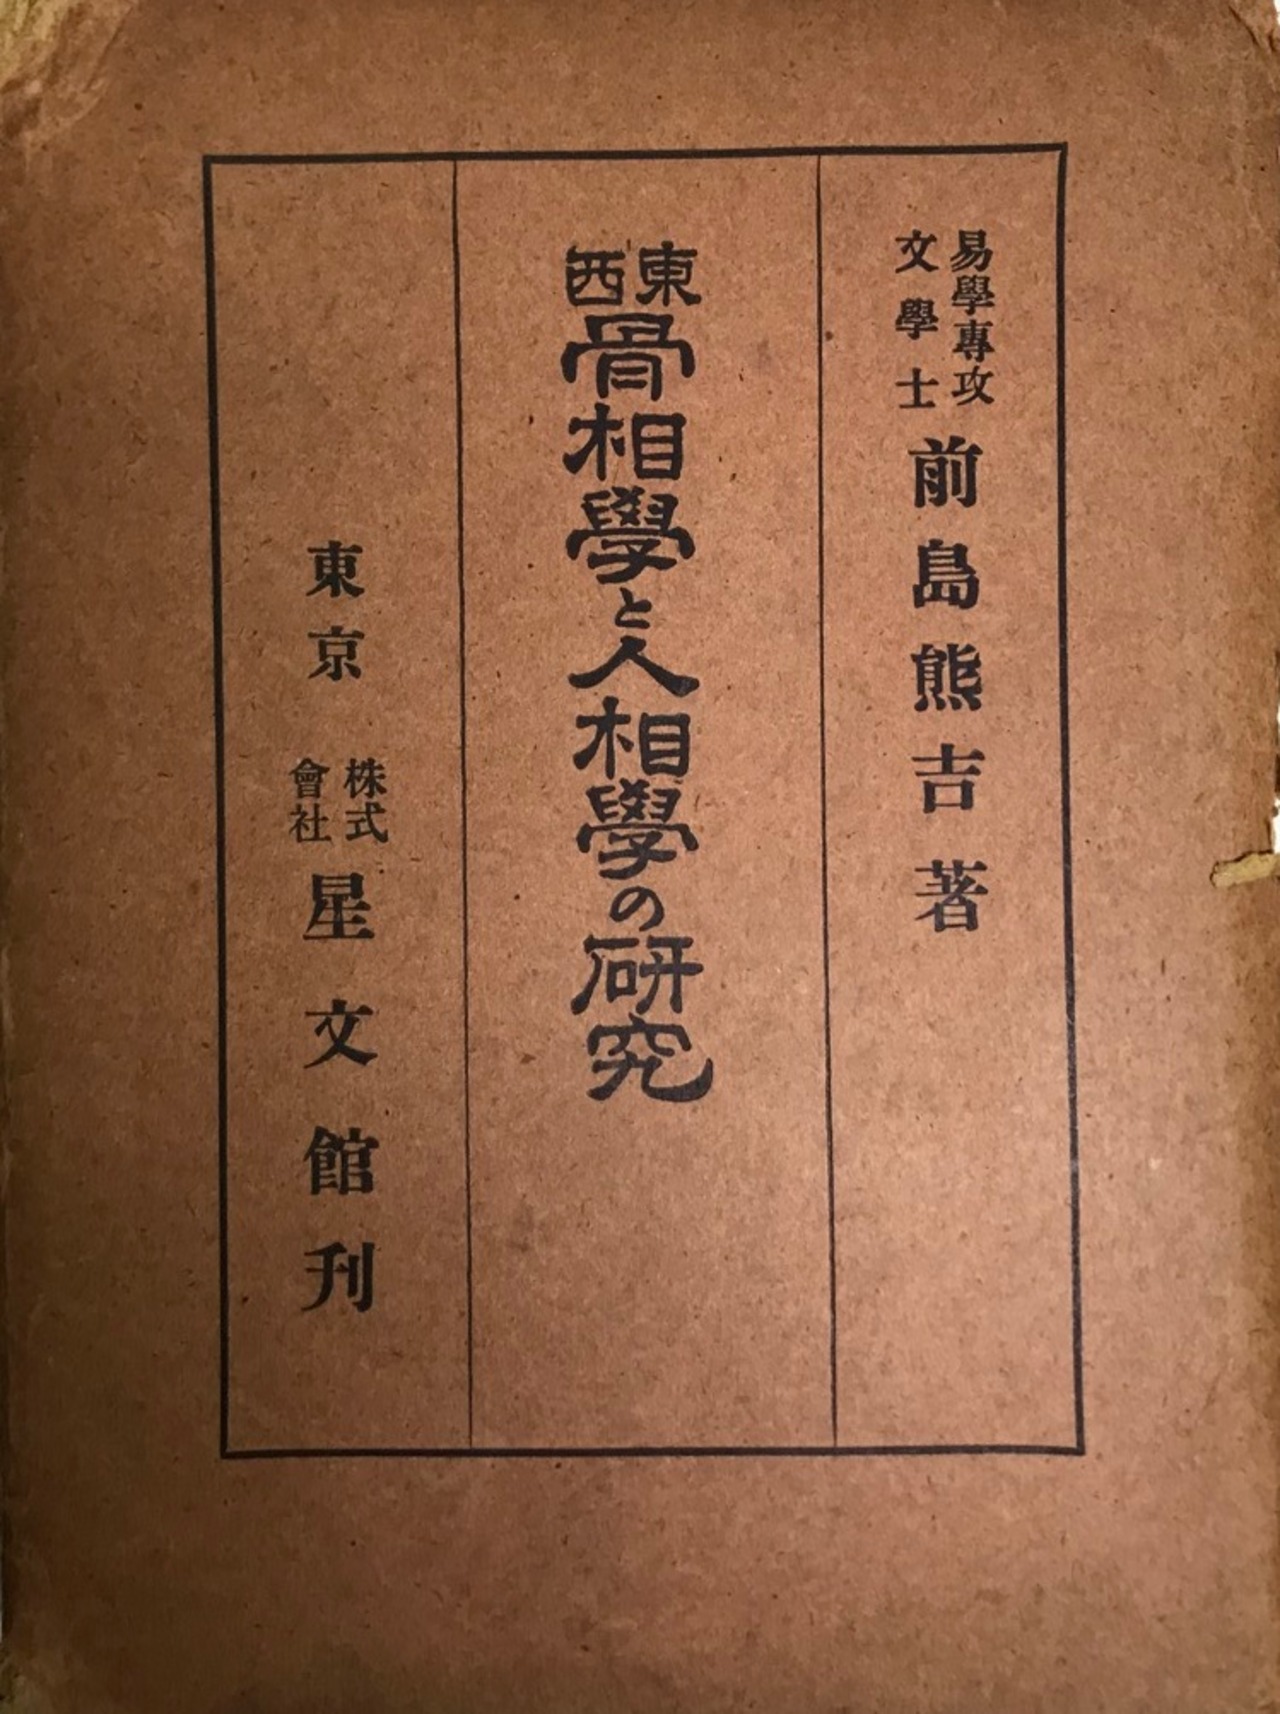 易學專攻
文學士
前島熊吉著
東西
骨相學と人相學の研究
東京
株式
會社
星文館刊